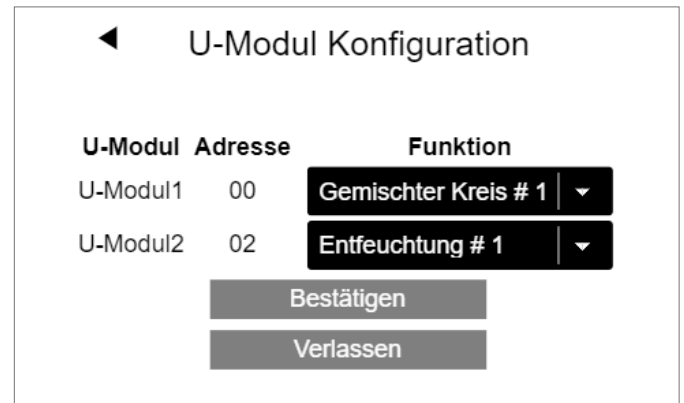 U-Modul Konfiguration
U-Modul Adresse Funktion
U-Modul1 00 Gemischter Kreis # 1
U-Modul2 02 Entfeuchtung # 1
Bestätigen
Verlassen